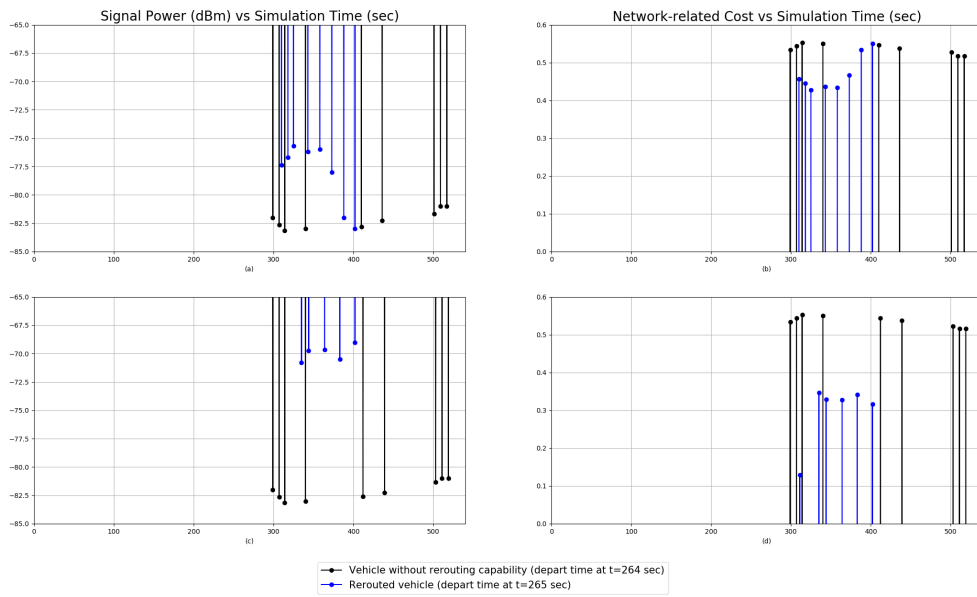 Signal Power (dBm) vs Simulation Time (sec)
−65.0
−67.5
−70.0
−72.5
−75.0
−77.5
−80.0
−82.5
−85.0
0 100 200 300 400 500
(a)
Network-related Cost vs Simulation Time (sec)
0.6
0.5
0.4
0.3
0.2
0.1
0.0
0 100 200 300 400 500
(b)
−65.0
−67.5
−70.0
−72.5
−75.0
−77.5
−80.0
−82.5
−85.0
0 100 200 300 400 500
(c)
0.6
0.5
0.4
0.3
0.2
0.1
0.0
0 100 200 300 400 500
(d)
Vehicle without rerouting capability (depart time at t=264 sec)
Rerouted vehicle (depart time at t=265 sec)